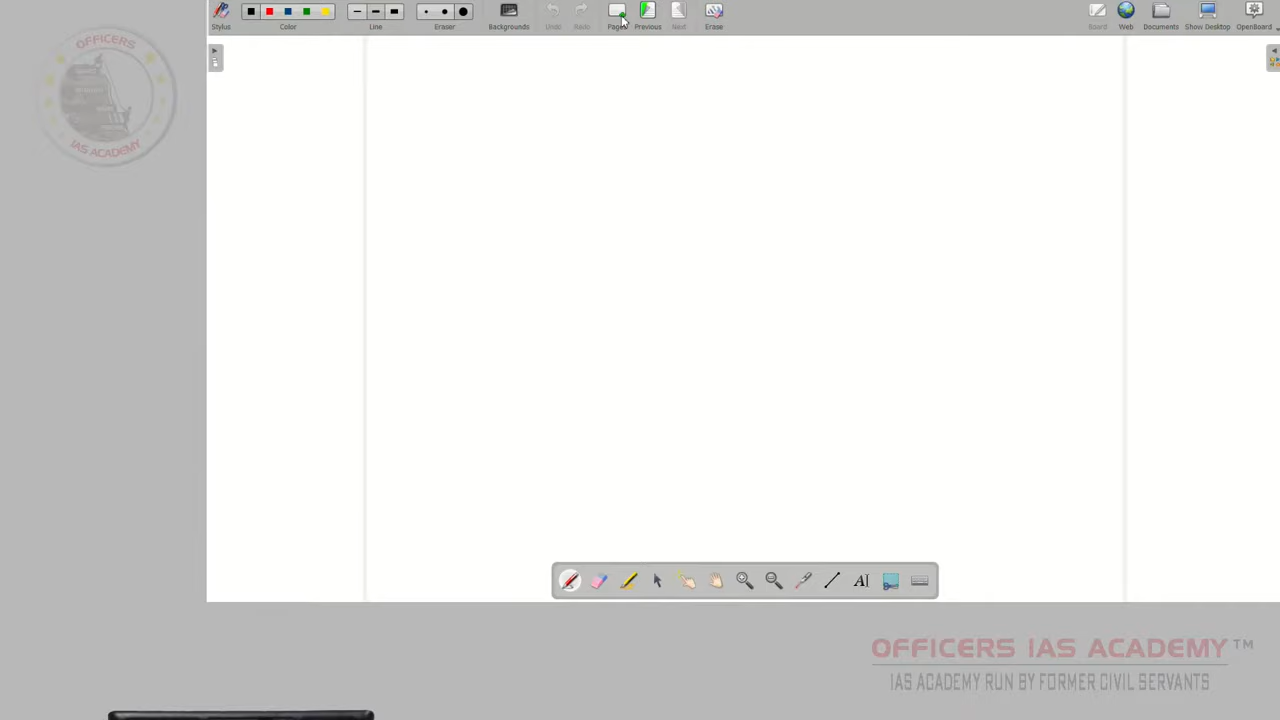 Stylus Color Line Eraser Backgrounds Undo Redo Pages Previous Next Erase Board Web Documents Show Desktop OpenBoard
OFFICERS
IAS ACADEMY
AI
OFFICERS IAS ACADEMY™
IAS ACADEMY RUN BY FORMER CIVIL SERVANTS